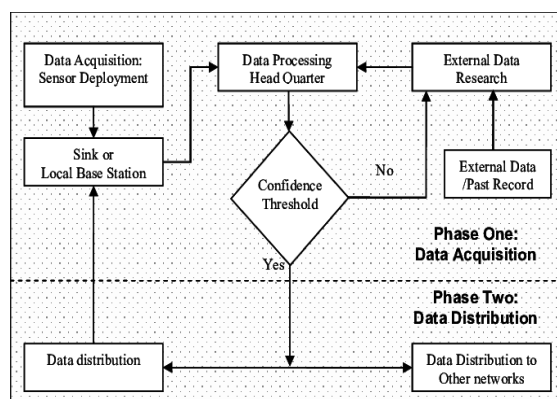 Data Acquisition:
Sensor Deployment
Data Processing
Head Quarter
External Data
Research
Sink or
Local Base Station
Confidence
Threshold
No
External Data
/Past Record
Yes
Phase One:
Data Acquisition
Phase Two:
Data Distribution
Data distribution
Data Distribution to
Other networks